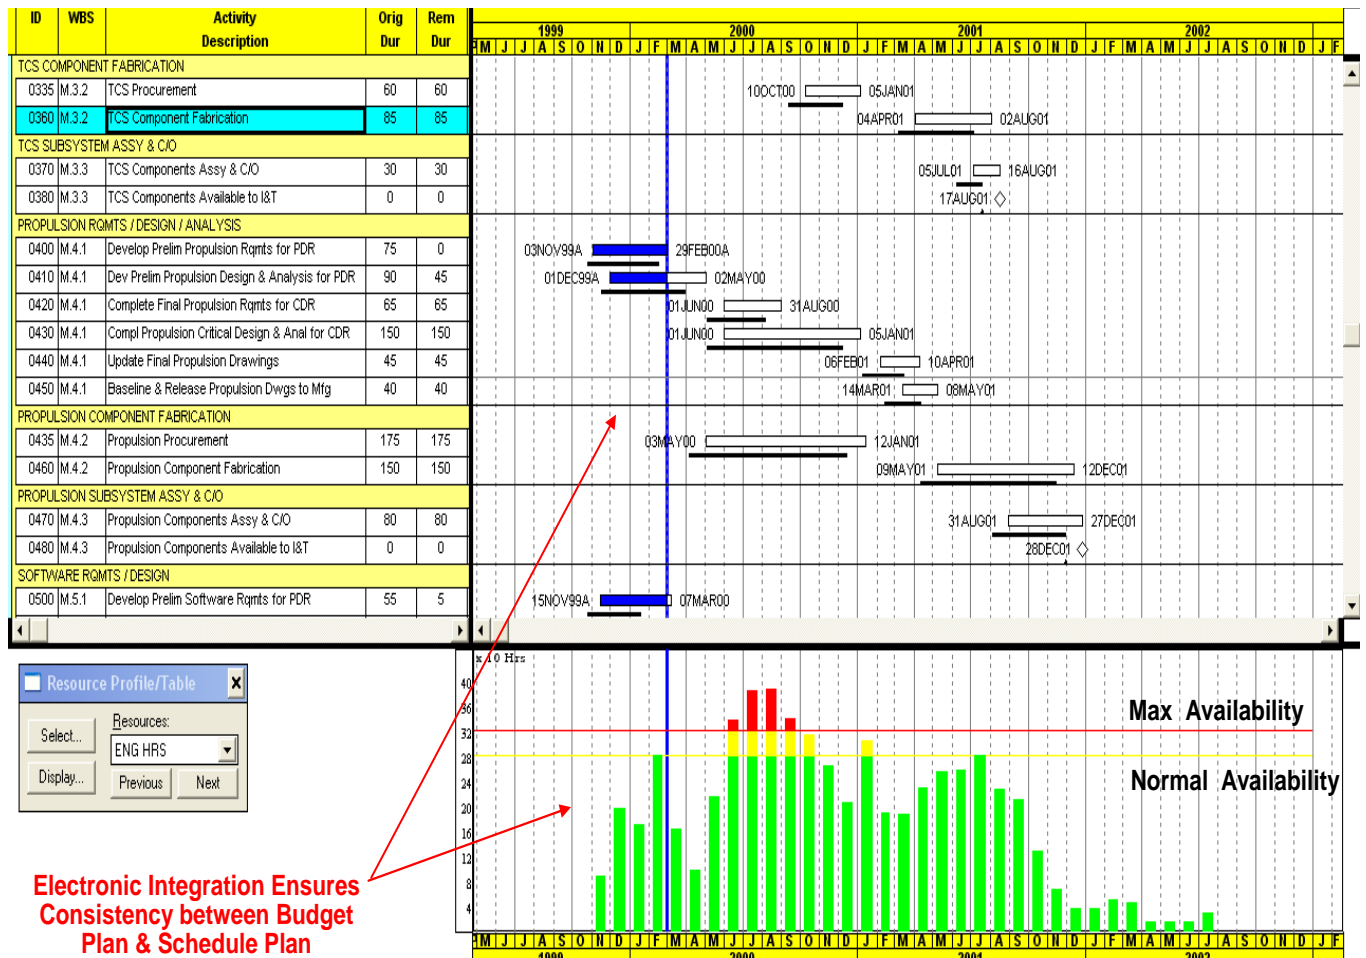 ID WBS Activity Description Orig Dur Rem Dur
1999 2000 2001 2002
M J J A S O N D J F M A M J J A S O N D J F M A M J J A S O N D J F M A M J J A S O N D J F
TCS COMPONENT FABRICATION
0335 M.3.2 TCS Procurement 60 60 10OCT00 05JAN01
0360 M.3.2 TCS Component Fabrication 85 85 04APR01 02AUG01
TCS SUBSYSTEM ASSY & C/O
0370 M.3.3 TCS Components Assy & C/O 30 30 05JUL01 16AUG01
0380 M.3.3 TCS Components Available to I&T 0 0 17AUG01
PROPULSION RQMTS / DESIGN / ANALYSIS
0400 M.4.1 Develop Prelim Propulsion Rqmts for PDR 75 0 03NOV99A 29FEB00A
0410 M.4.1 Dev Prelim Propulsion Design & Analysis for PDR 90 45 01DEC99A 02MAY00
0420 M.4.1 Complete Final Propulsion Rqmts for CDR 65 65 01JUN00 31AUG00
0430 M.4.1 Compl Propulsion Critical Design & Anal for CDR 150 150 01JUN00 05JAN01
0440 M.4.1 Update Final Propulsion Drawings 45 45 06FEB01 10APR01
0450 M.4.1 Baseline & Release Propulsion Dwgs to Mfg 40 40 14MAR01 08MAY01
PROPULSION COMPONENT FABRICATION
0435 M.4.2 Propulsion Procurement 175 175 03MAY00 12JAN01
0460 M.4.2 Propulsion Component Fabrication 150 150 09MAY01 12DEC01
PROPULSION SUBSYSTEM ASSY & C/O
0470 M.4.3 Propulsion Components Assy & C/O 80 80 31AUG01 27DEC01
0480 M.4.3 Propulsion Components Available to I&T 0 0 28DEC01
SOFTWARE RQMTS / DESIGN
0500 M.5.1 Develop Prelim Software Rqmts for PDR 55 5 15NOV99A 07MAR00
Resource Profile/Table
Select...
Resources:
ENG HRS
Display...
Previous Next
x 10 Hrs
40
36
32
28
24
20
16
12
8
4
Max Availability
Normal Availability
Electronic Integration Ensures
Consistency between Budget
Plan & Schedule Plan
M J J A S O N D J F M A M J J A S O N D J F M A M J J A S O N D J F M A M J J A S O N D J F
1999 2000 2001 2002